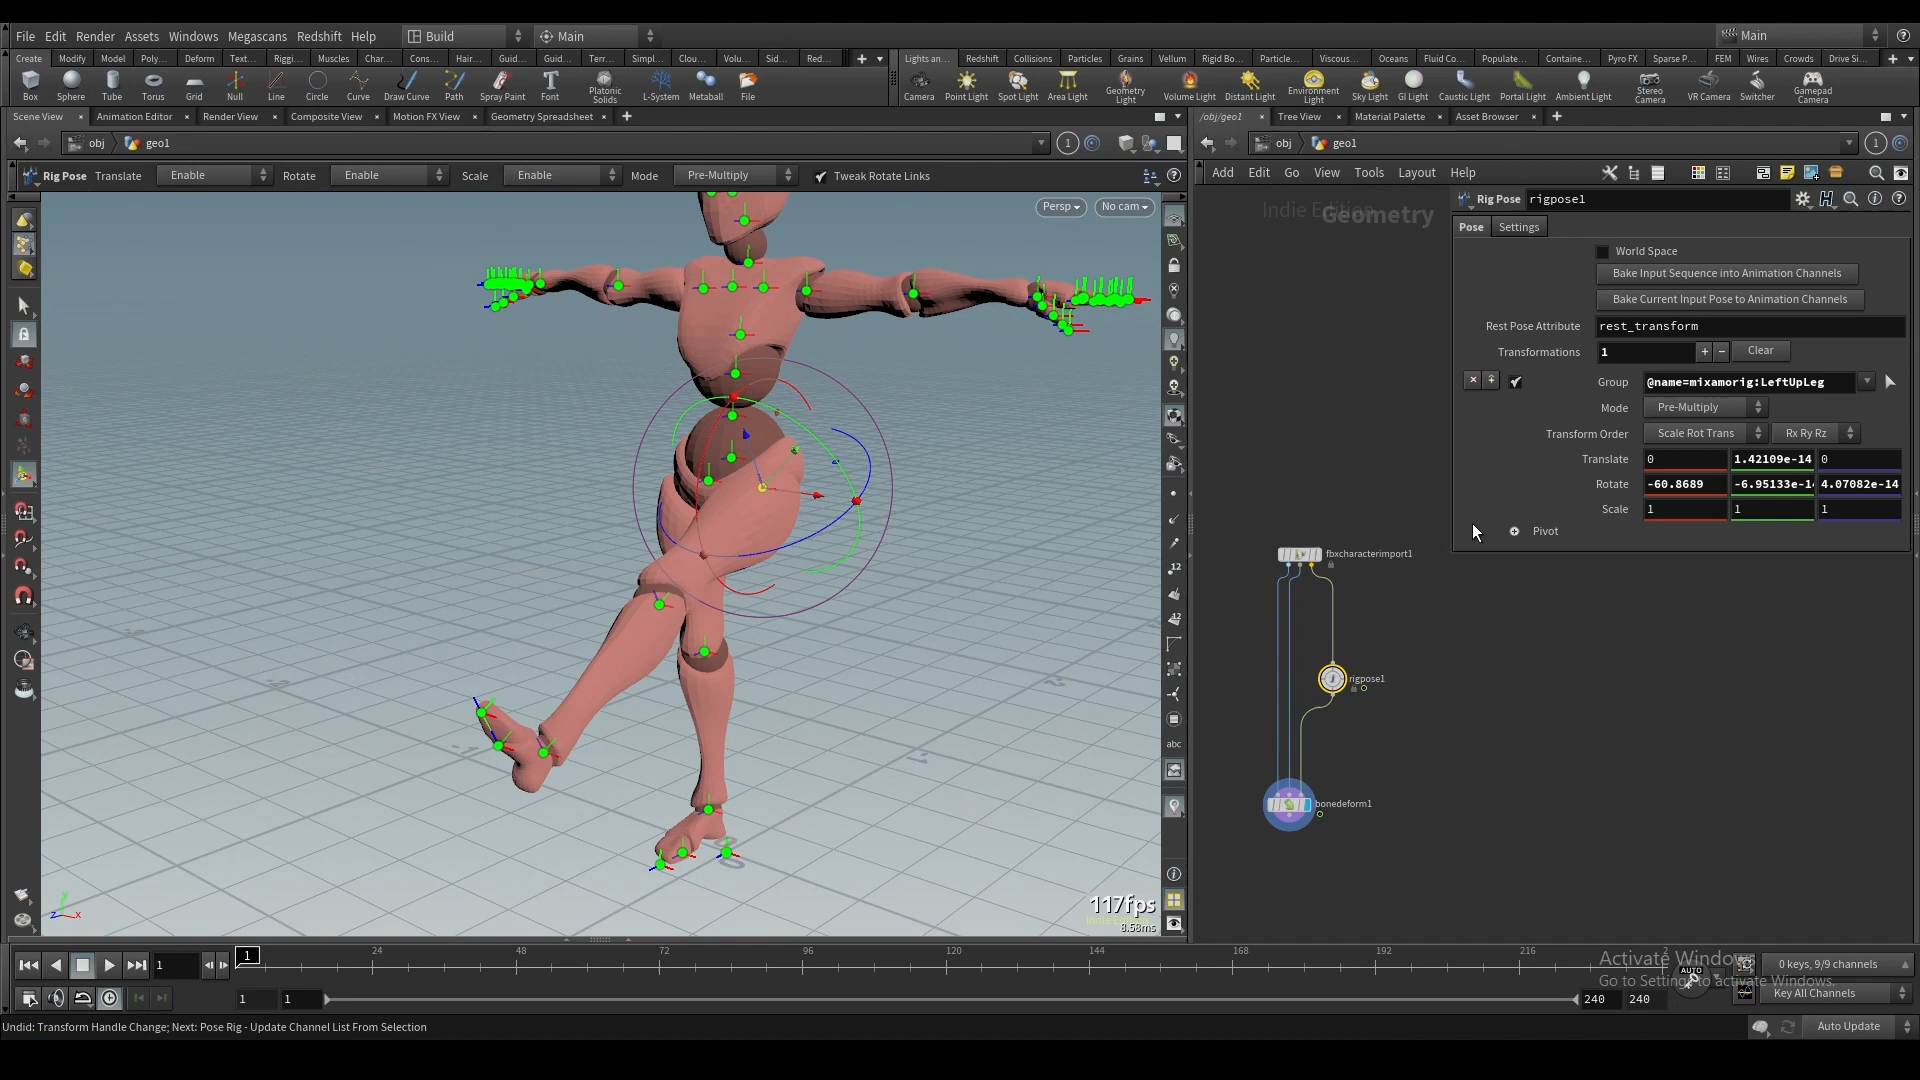 File Edit Render Assets Windows Megascans Redshift Help Build Main Main
Create Modify Model Poly... Deform Text... Riggi... Muscles Char... Cons... Hair... Guid... Guid... Terr... Simpl... Clou... Volu... Sid... Red...
Lights an... Redshift Collisions Particles Grains Vellum Rigid Bo... Particle... Viscous... Oceans Fluid Co... Populate... Containe... Pyro FX Sparse P... FEM Wires Crowds Drive Si...
Box Sphere Tube Torus Grid Null Line Circle Curve Draw Curve Path Spray Paint Font Platonic Solids L-System Metaball File
Camera Point Light Spot Light Area Light Geometry Light Volume Light Distant Light Environment Light Sky Light GI Light Caustic Light Portal Light Ambient Light Stereo Camera VR Camera Switcher Gamepad Camera
Scene View Animation Editor Render View Composite View Motion FX View Geometry Spreadsheet
/obj/geo1 Tree View Material Palette Asset Browser
obj geo1 1
obj geo1 1
Rig Pose Translate Enable Rotate Enable Scale Enable Mode Pre-Multiply Tweak Rotate Links
Add Edit Go View Tools Layout Help
Persp No cam
Indie Edition
Geometry
Rig Pose rigpose1
Pose Settings
World Space
Bake Input Sequence into Animation Channels
Bake Current Input Pose to Animation Channels
Rest Pose Attribute rest_transform
Transformations 1 Clear
Group @name=mixamorig:LeftUpLeg
Mode Pre-Multiply
Transform Order Scale Rot Trans Rx Ry Rz
Translate 0 1.42109e-14 0
Rotate -60.8689 -6.95133e-14 4.07082e-14
Scale 1 1 1
Pivot
fbxcharacterimport1
rigpose1
bonedeform1
12
12
abc
117fps
Indie Edition
8.58ms
z y x
1 1 24 48 72 96 120 144 168 192 216 2
Activate Windows
Go to Settings to activate Windows.
AUTO
0 keys, 9/9 channels
1 1 240 240
Key All Channels
Undid: Transform Handle Change; Next: Pose Rig - Update Channel List From Selection
Auto Update